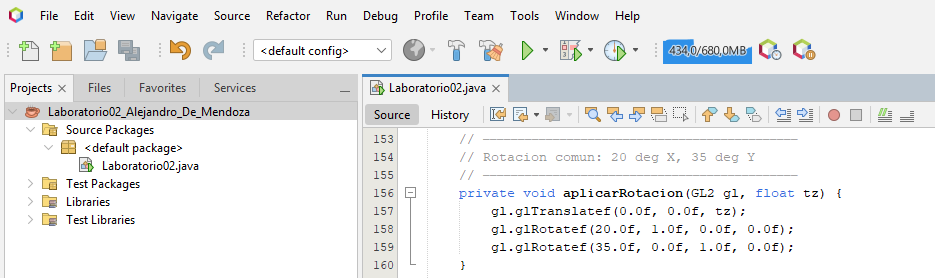 File Edit View Navigate Source Refactor Run Debug Profile Team Tools Window Help
<default config>
434,0/680,0MB
Projects Files Favorites Services
Laboratorio02_Alejandro_De_Mendoza
Source Packages
<default package>
Laboratorio02.java
Test Packages
Libraries
Test Libraries
Laboratorio02.java
Source History
153 // ——————————————————————————————
154 // Rotacion comun: 20 deg X, 35 deg Y
155 // ——————————————————————————————
156 private void aplicarRotacion(GL2 gl, float tz) {
157 gl.glTranslatef(0.0f, 0.0f, tz);
158 gl.glRotatef(20.0f, 1.0f, 0.0f, 0.0f);
159 gl.glRotatef(35.0f, 0.0f, 1.0f, 0.0f);
160 }